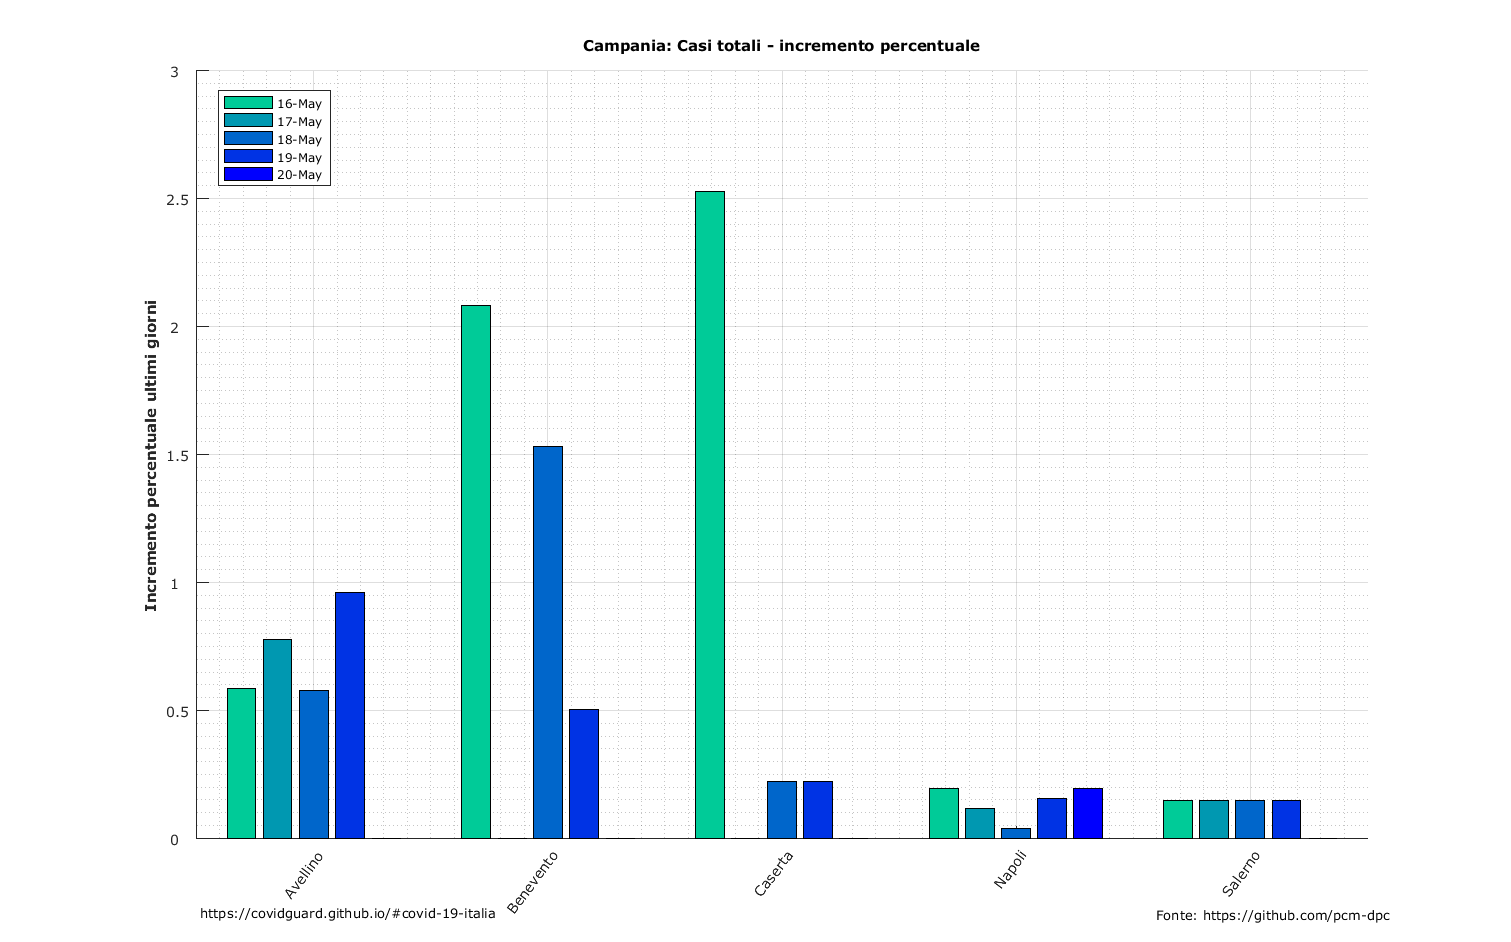 Campania: Casi totali - incremento percentuale
3
2.5
2
1.5
1
0.5
0
Incremento percentuale ultimi giorni
16-May
17-May
18-May
19-May
20-May
Avellino
Benevento
Caserta
Napoli
Salerno
https://covidguard.github.io/#covid-19-italia
Fonte: https://github.com/pcm-dpc